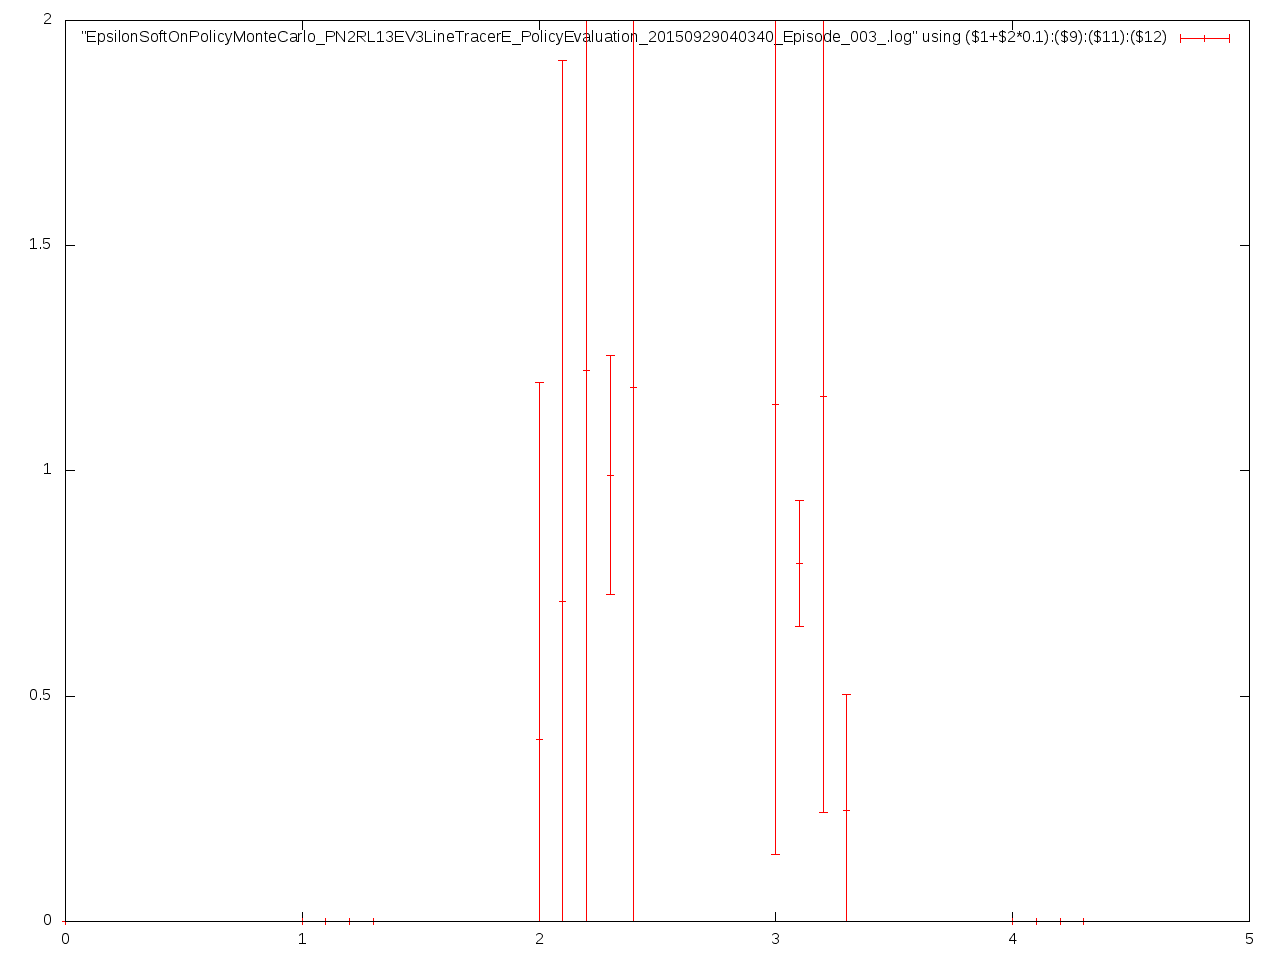 2
"EpsilonSoftOnPolicyMonteCarlo_PN2RL13EV3LineTracerE_PolicyEvaluation_20150929040340_Episode_003_.log" using ($1+$2*0.1):($9):($11):($12)
1.5
1
0.5
0
0 1 2 3 4 5